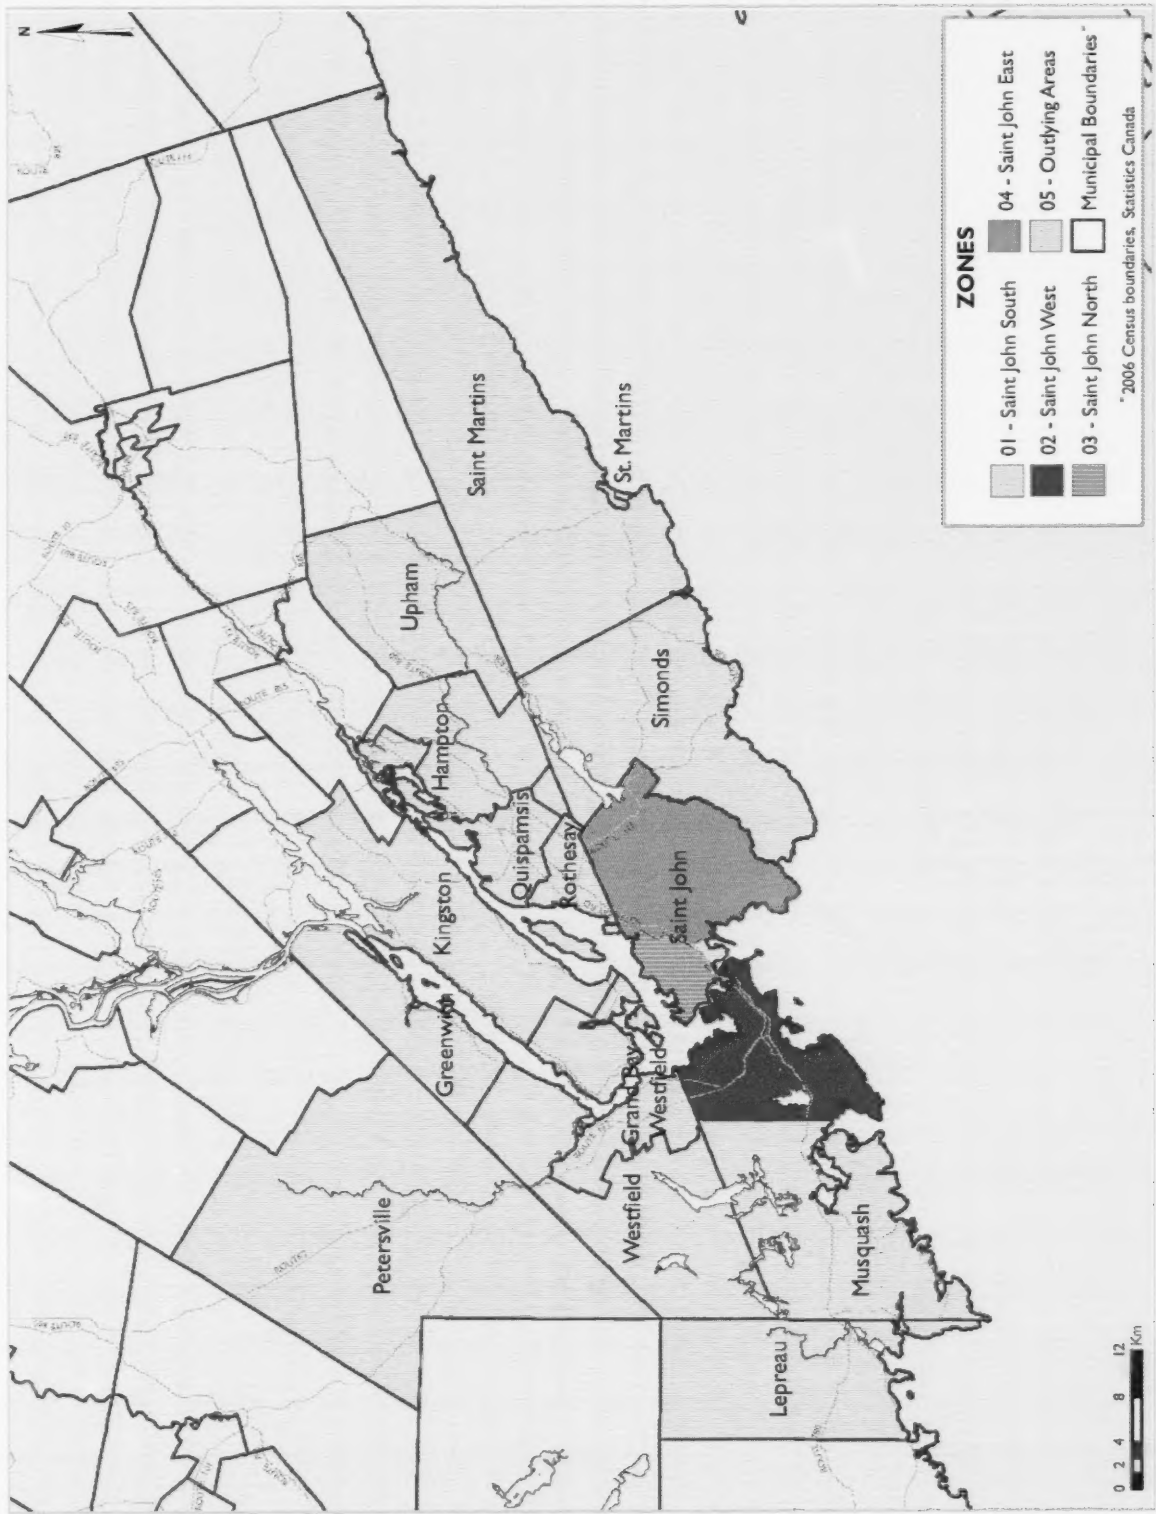 N
Saint Martins
St. Martins
Upham
Simonds
Hampton
Quispamsis
Rothesay
Kingston
Saint John
Greenwich
Grand Bay
Westfield
Westfield
Petersville
Musquash
Lepreau
ZONES
01 - Saint John South
02 - Saint John West
03 - Saint John North
04 - Saint John East
05 - Outlying Areas
Municipal Boundaries*
*2006 Census boundaries, Statistics Canada
0 2 4 8 12
Km